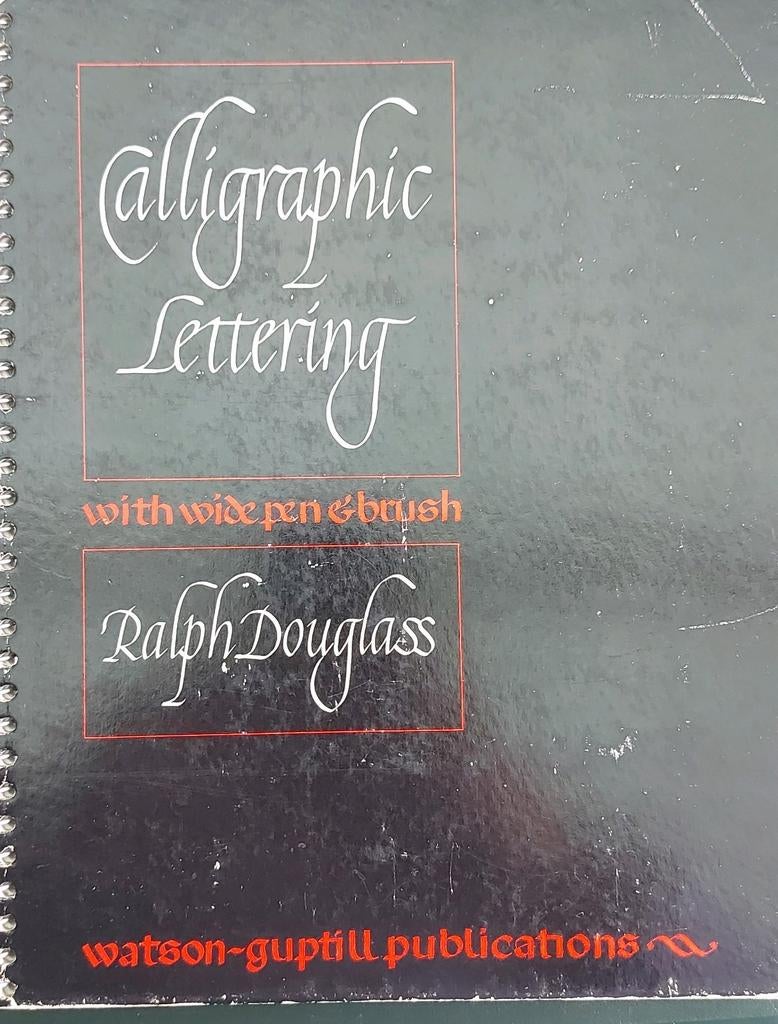 Calligraphic
Lettering
with wide pen & brush
Ralph Douglass
watson-guptill publications